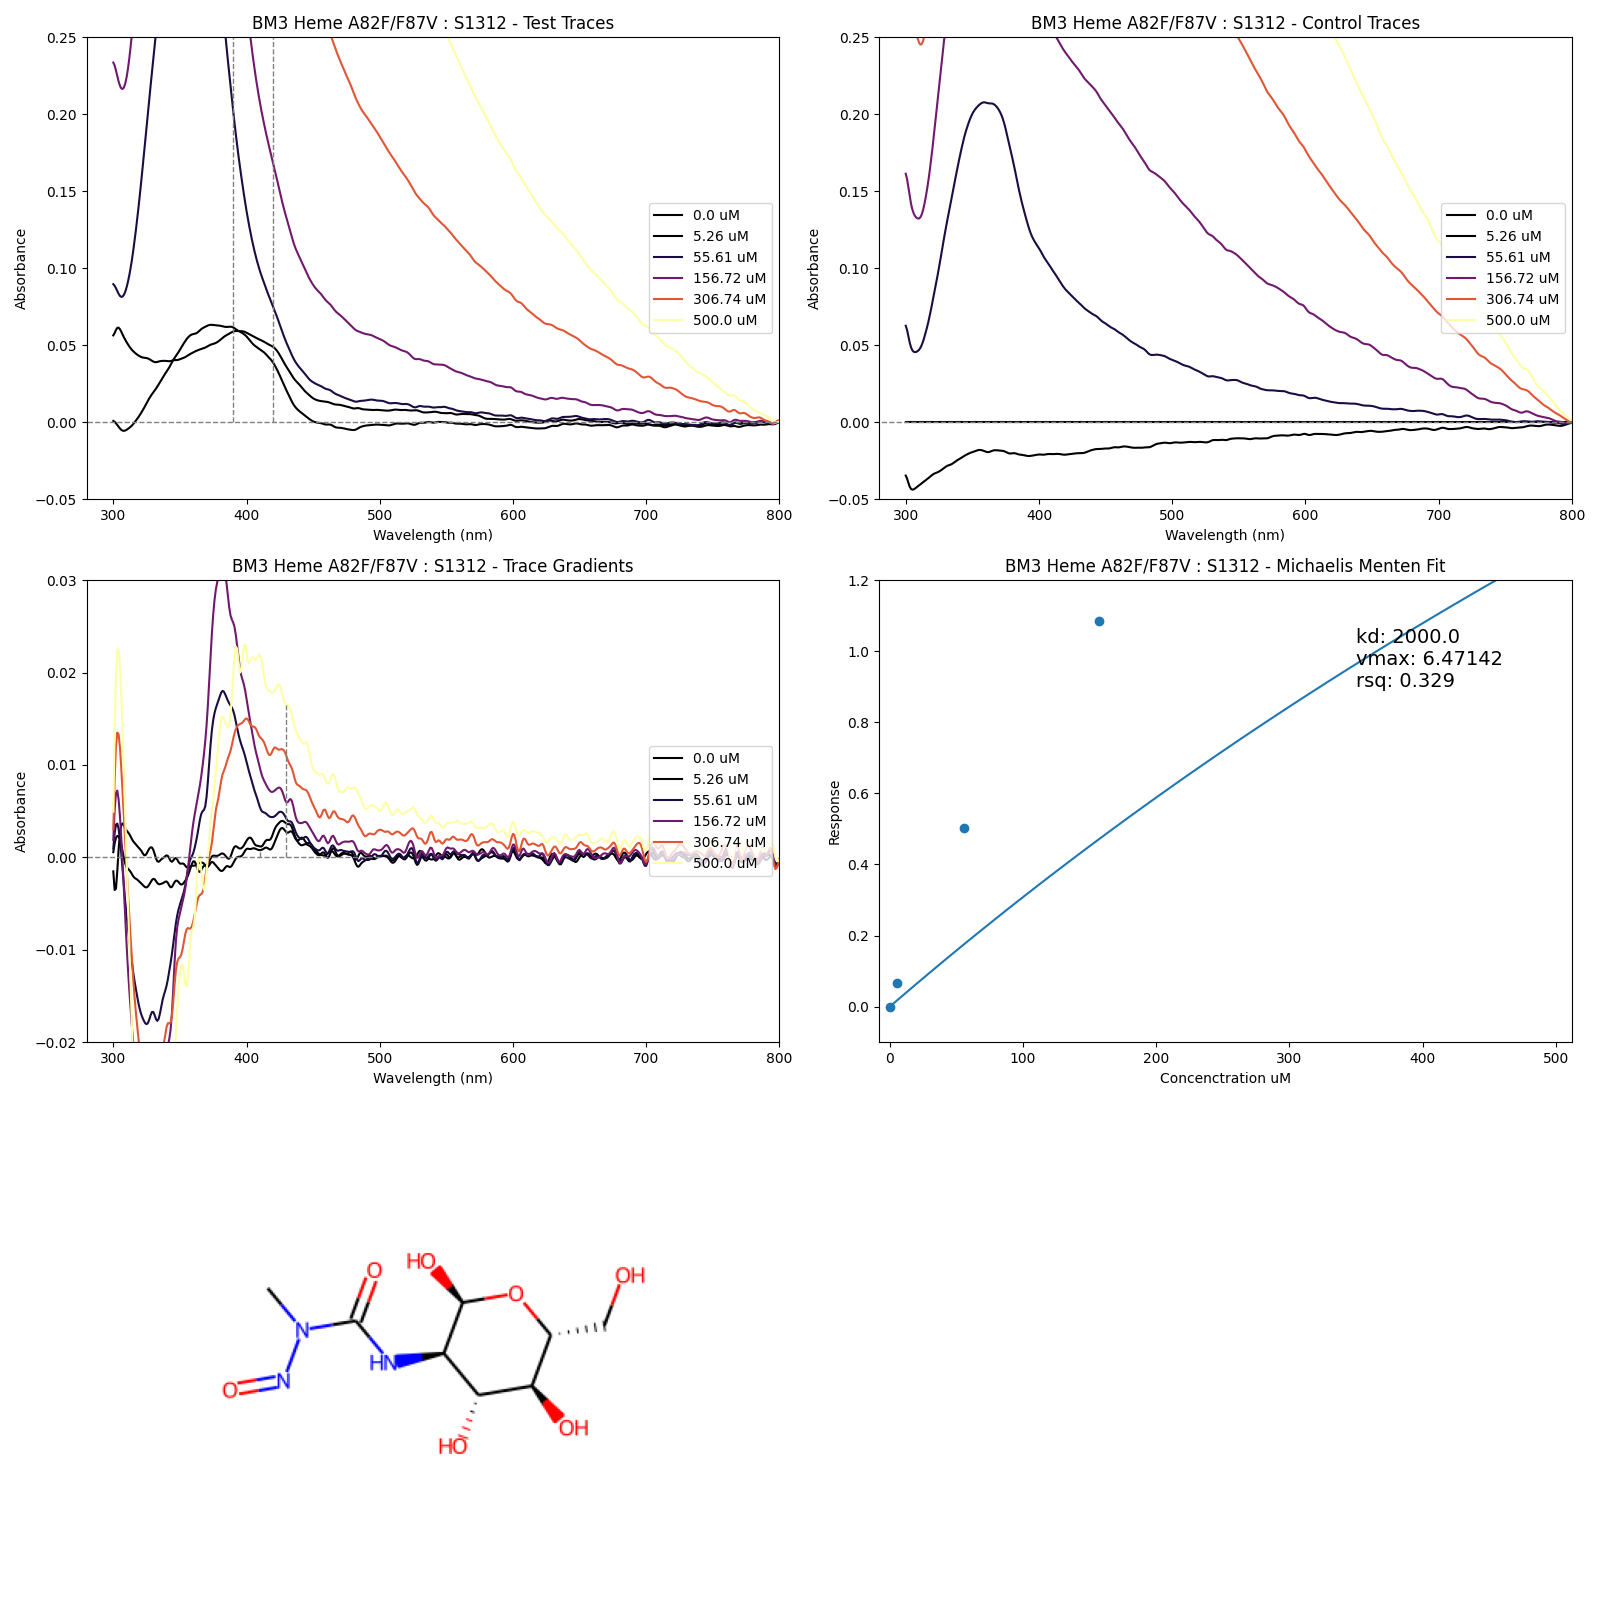 BM3 Heme A82F/F87V : S1312 - Test Traces
0.25
0.20
0.15
0.10
0.05
0.00
−0.05
Absorbance
300 400 500 600 700 800
Wavelength (nm)
0.0 uM
5.26 uM
55.61 uM
156.72 uM
306.74 uM
500.0 uM
BM3 Heme A82F/F87V : S1312 - Control Traces
0.25
0.20
0.15
0.10
0.05
0.00
−0.05
Absorbance
300 400 500 600 700 800
Wavelength (nm)
0.0 uM
5.26 uM
55.61 uM
156.72 uM
306.74 uM
500.0 uM
BM3 Heme A82F/F87V : S1312 - Trace Gradients
0.03
0.02
0.01
0.00
−0.01
−0.02
Absorbance
300 400 500 600 700 800
Wavelength (nm)
0.0 uM
5.26 uM
55.61 uM
156.72 uM
306.74 uM
500.0 uM
BM3 Heme A82F/F87V : S1312 - Michaelis Menten Fit
1.2
1.0
0.8
0.6
0.4
0.2
0.0
Response
0 100 200 300 400 500
Concenctration uM
kd: 2000.0
vmax: 6.47142
rsq: 0.329
HO
O
O
OH
N
HN
O
N
OH
HO